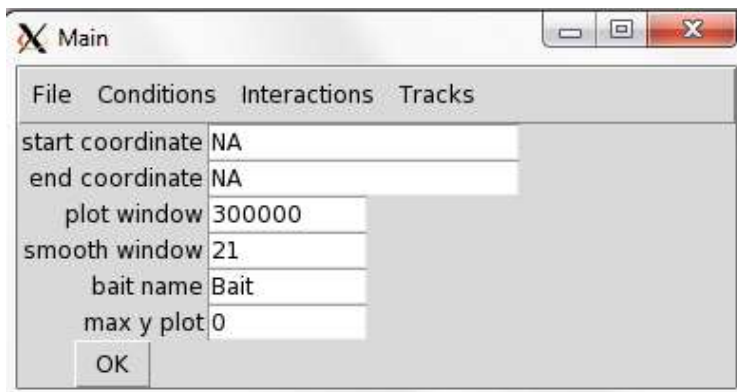 Main
File Conditions Interactions Tracks
start coordinate NA
end coordinate NA
plot window 300000
smooth window 21
bait name Bait
max y plot 0
OK